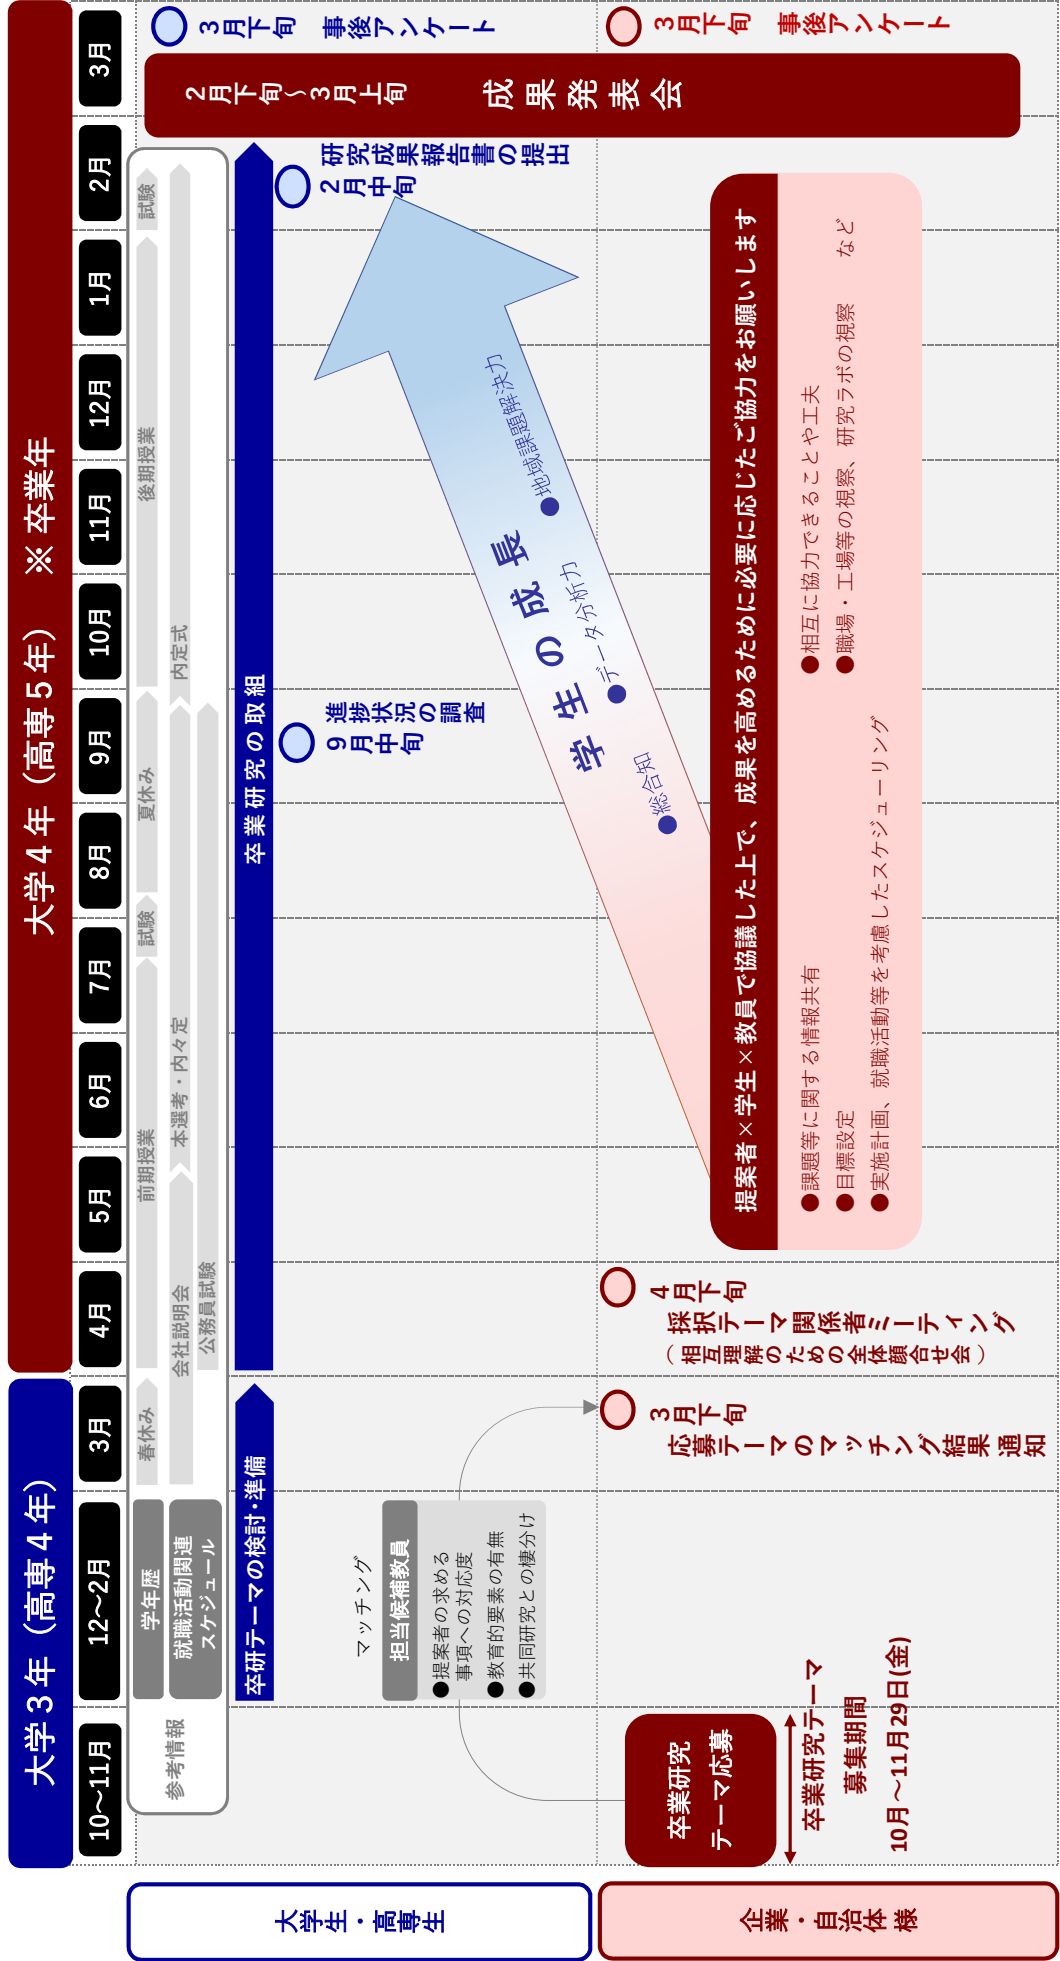 大学３年（高専４年）
大学４年（高専５年）　※ 卒業年
10～11月
12～2月
3月
4月
5月
6月
7月
8月
9月
10月
11月
12月
1月
2月
3月
大学生・高専生
参考情報
学年歴
春休み
前期授業
試験
夏休み
後期授業
試験
就職活動関連
スケジュール
会社説明会
本選考・内々定
内定式
公務員試験
卒研テーマの検討・準備
卒業研究の取組
進捗状況の調査
９月中旬
研究成果報告書の提出
２月中旬
３月下旬　事後アンケート
２月下旬～３月上旬　成果発表会
マッチング
担当候補教員
●提案者の求める
事項への対応度
●教育的要素の有無
●共同研究との棲分け
学生の成長
●総合知
●データ分析力
●地域課題解決力
企業・自治体 様
卒業研究
テーマ応募
卒業研究テーマ
募集期間
10月～11月29日(金)
３月下旬
応募テーマのマッチング結果 通知
４月下旬
採択テーマ関係者ミーティング
（相互理解のための全体顔合せ会）
提案者×学生×教員で協議した上で、成果を高めるために必要に応じたご協力をお願いします
●課題等に関する情報共有
●目標設定
●実施計画、就職活動等を考慮したスケジューリング
●相互に協力できることや工夫
●職場・工場等の視察、研究ラボの視察　　など
３月下旬　事後アンケート